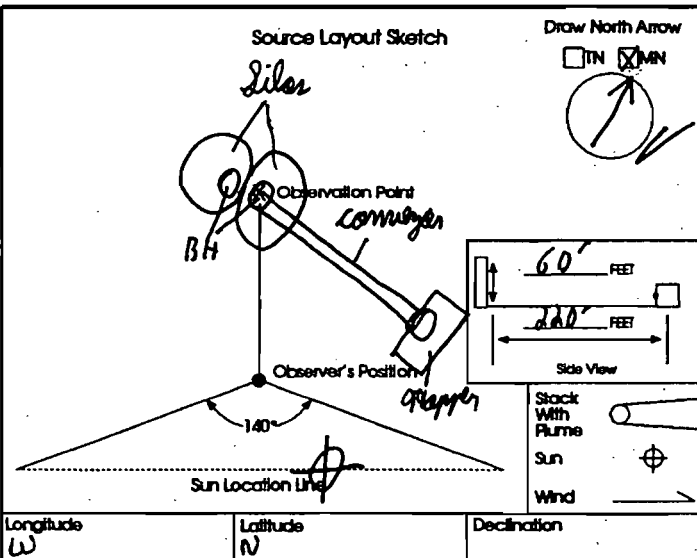 Source Layout Sketch
Draw North Arrow
TN MN
Silos
Observation Point
Conveyor
BH
60' FEET
220' FEET
Side View
Observer's Position
Hopper
140°
Sun Location Line
Stack With Plume
Sun
Wind
Longitude
W
Latitude
N
Declination